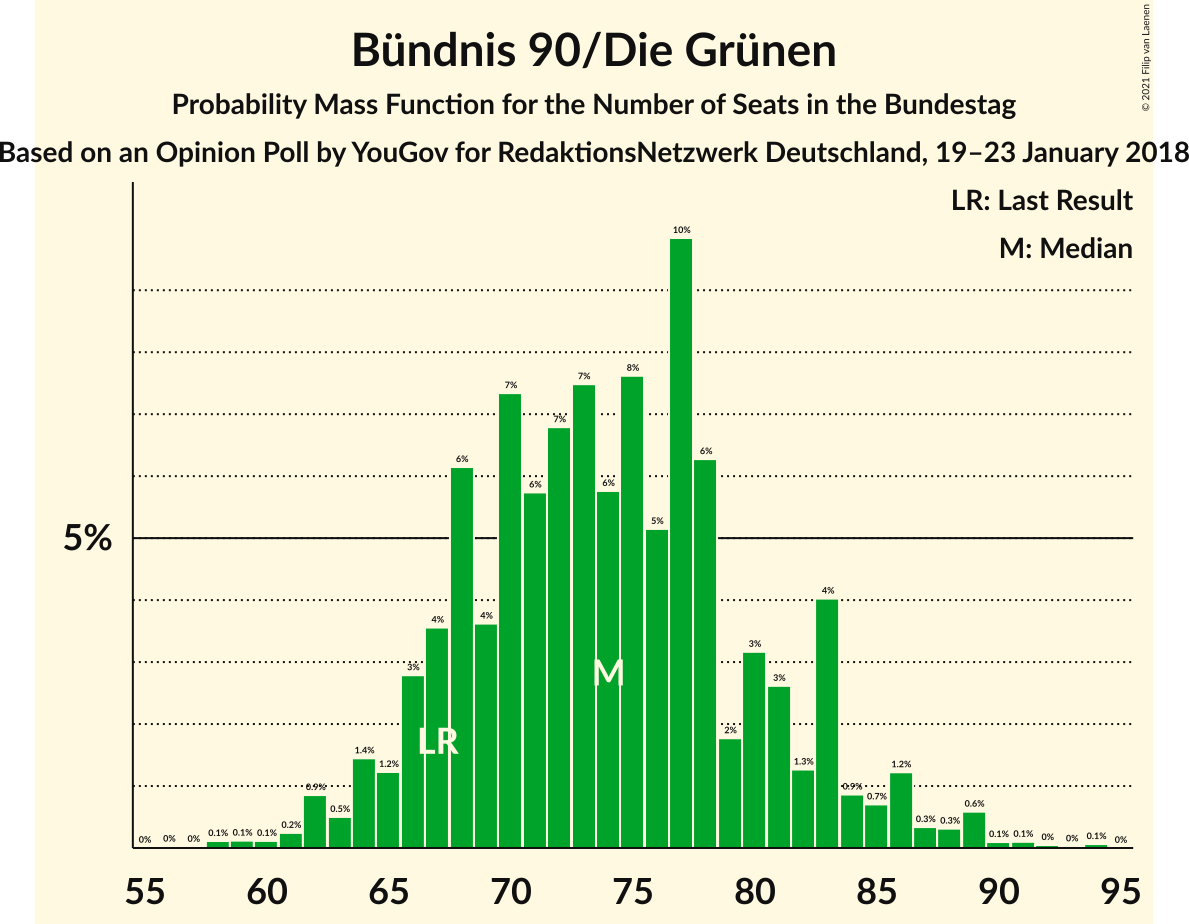 Bündnis 90/Die Grünen
Probability Mass Function for the Number of Seats in the Bundestag
Based on an Opinion Poll by YouGov for RedaktionsNetzwerk Deutschland, 19–23 January 2018
© 2021 Filip van Laenen
LR: Last Result
M: Median
5%
0% 0% 0% 0.1% 0.1% 0.1% 0.2% 0.9% 0.5% 1.4% 1.2% 3% 4% 6% 4% 7% 6% 7% 7% 6% 8% 5% 10% 6% 2% 3% 3% 1.3% 4% 0.9% 0.7% 1.2% 0.3% 0.3% 0.6% 0.1% 0.1% 0% 0% 0.1% 0%
LR M
55 60 65 70 75 80 85 90 95